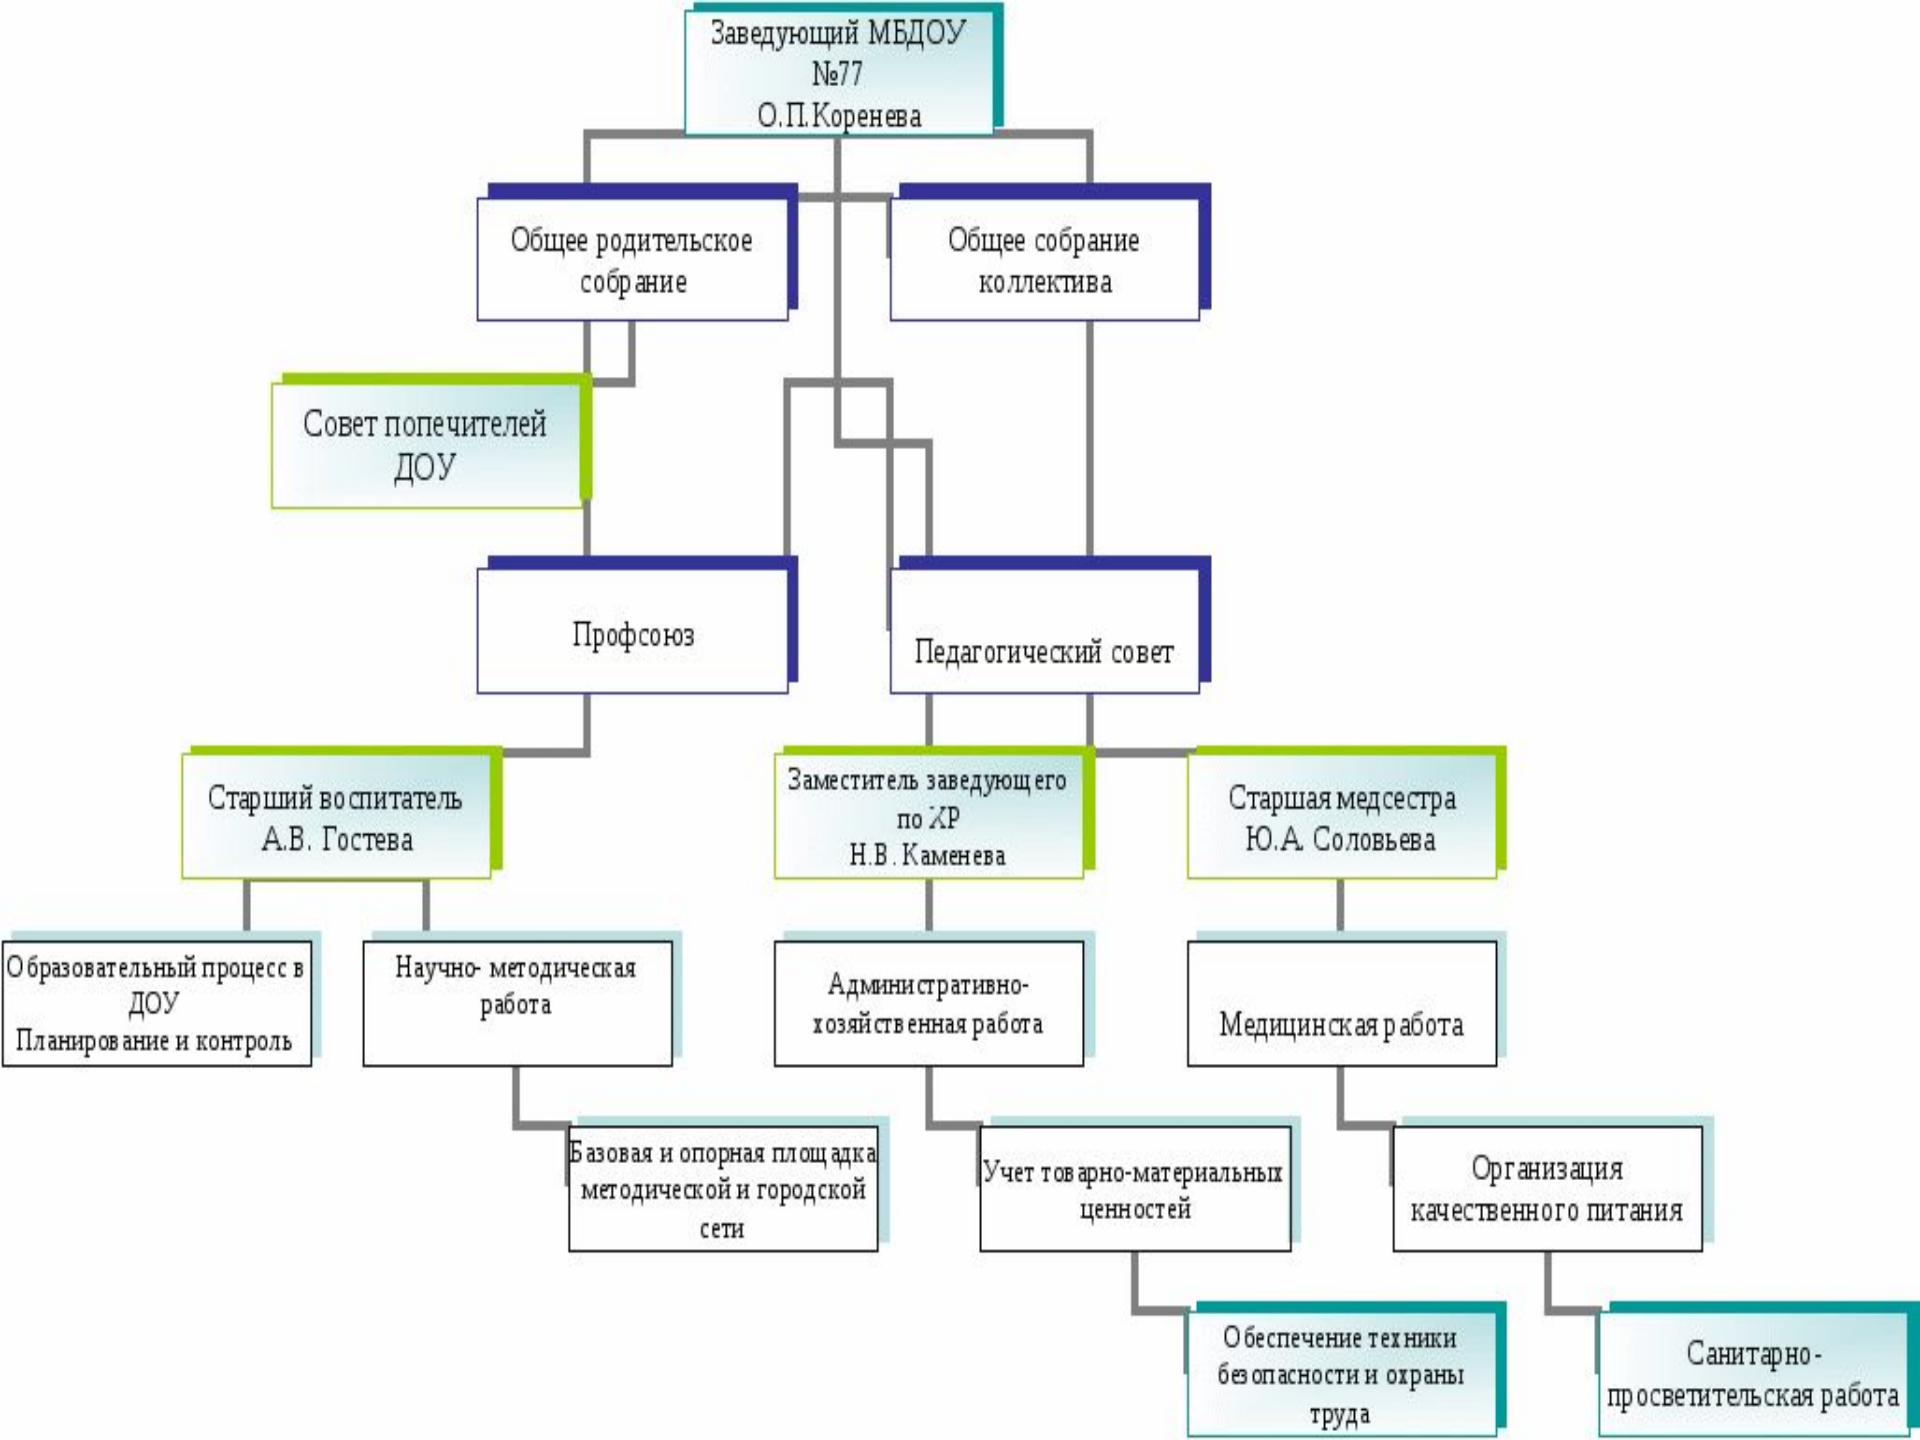 Заведующий МБДОУ
№77
О.П.Коренева
Общее родительское
собрание
Общее собрание
коллектива
Совет попечителей
ДОУ
Профсоюз
Педагогический совет
Старший воспитатель
А.В. Гостева
Заместитель заведующего
по ХР
Н.В. Каменева
Старшая медсестра
Ю.А. Соловьева
Образовательный процесс в
ДОУ
Планирование и контроль
Научно- методическая
работа
Административно-
хозяйственная работа
Медицинская работа
Базовая и опорная площадка
методической и городской
сети
Учет товарно-материальных
ценностей
Организация
качественного питания
Обеспечение техники
безопасности и охраны
труда
Санитарно-
просветительская работа